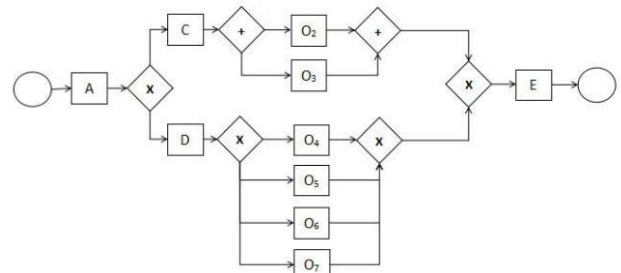 A
X
C
+
O₂
O₃
+
D
X
O₄
O₅
O₆
O₇
X
X
E